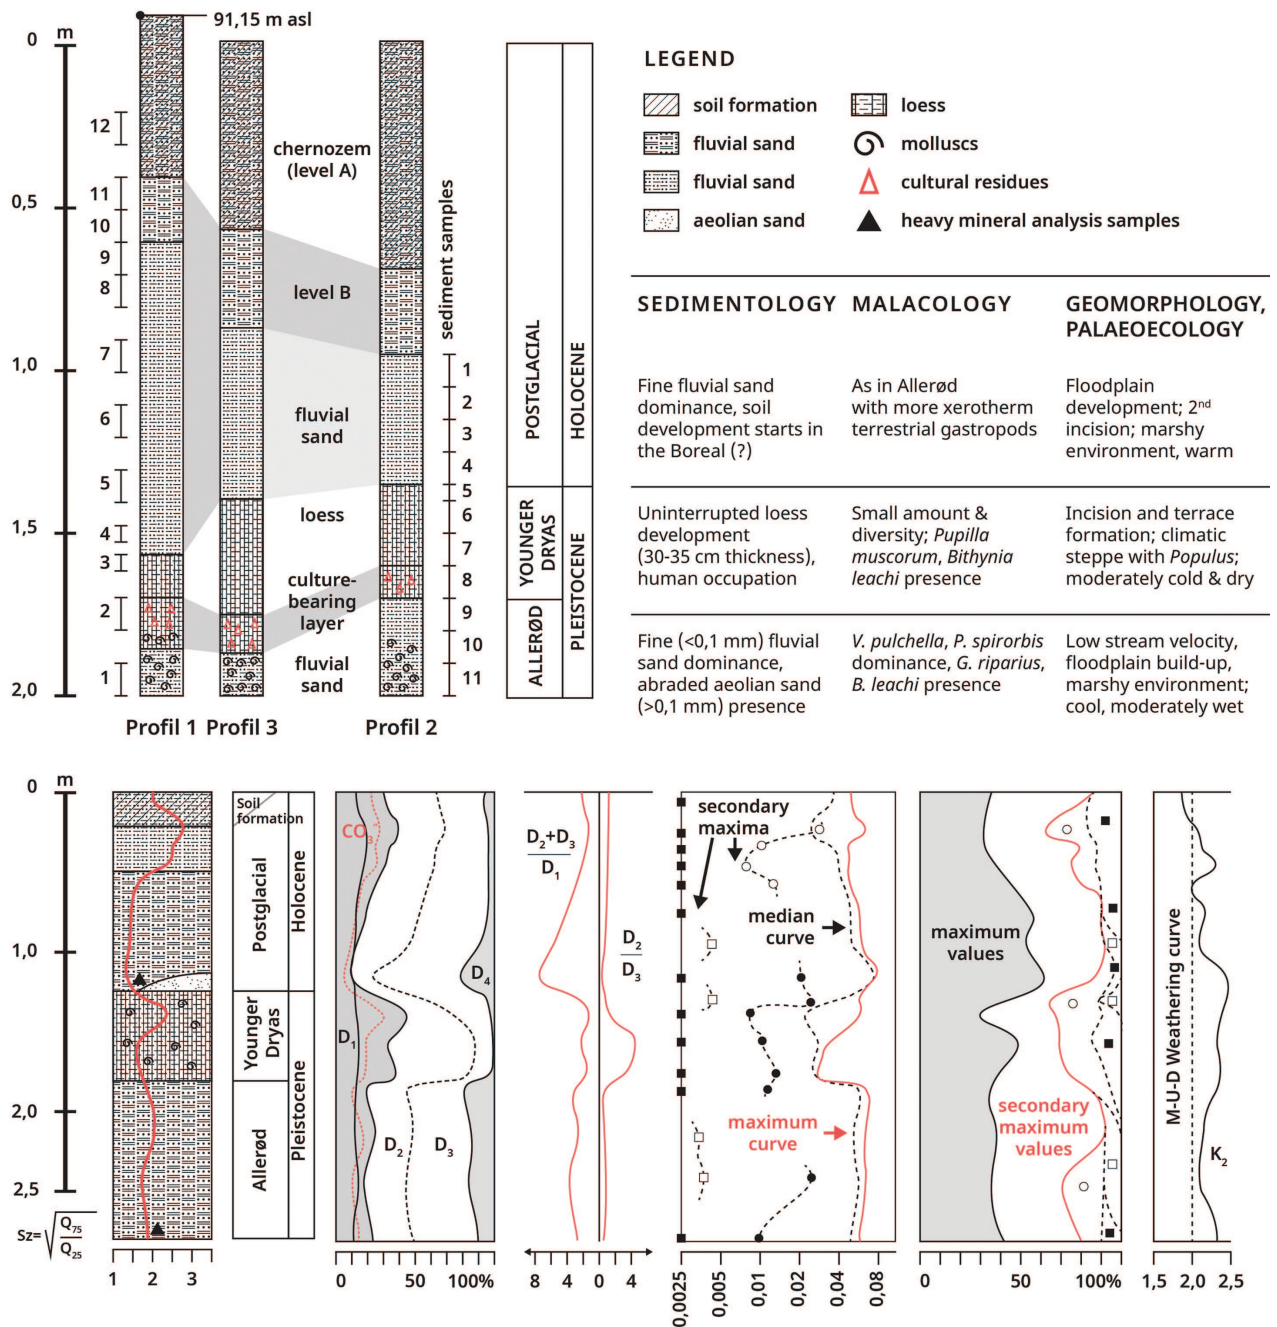 m
91,15 m asl
0
0,5
1,0
1,5
2,0
12
11
10
9
8
7
6
5
4
3
2
1
chernozem
(level A)
level B
fluvial
sand
loess
culture-
bearing
layer
fluvial
sand
sediment samples
1
2
3
4
5
6
7
8
9
10
11
POSTGLACIAL
HOLOCENE
YOUNGER
DRYAS
ALLERØD
PLEISTOCENE
Profil 1
Profil 3
Profil 2
LEGEND
soil formation
fluvial sand
fluvial sand
aeolian sand
loess
molluscs
cultural residues
heavy mineral analysis samples
SEDIMENTOLOGY
MALACOLOGY
GEOMORPHOLOGY,
PALAEOECOLOGY
Fine fluvial sand
dominance, soil
development starts in
the Boreal (?)
As in Allerød
with more xerotherm
terrestrial gastropods
Floodplain
development; 2nd
incision; marshy
environment, warm
Uninterrupted loess
development
(30-35 cm thickness),
human occupation
Small amount &
diversity; Pupilla
muscorum, Bithynia
leachi presence
Incision and terrace
formation; climatic
steppe with Populus;
moderately cold & dry
Fine (<0,1 mm) fluvial
sand dominance,
abraded aeolian sand
(>0,1 mm) presence
V. pulchella, P. spirorbis
dominance, G. riparius,
B. leachi presence
Low stream velocity,
floodplain build-up,
marshy environment;
cool, moderately wet
m
0
1,0
2,0
2,5
Sz=√Q75/Q25
1 2 3
Soil
formation
Postglacial
Holocene
Younger
Dryas
Allerød
Pleistocene
CO3
D1
D2
D3
D4
0 50 100%
D2+D3
D1
D2
D3
8 4 0 4
secondary
maxima
median
curve
maximum
curve
0,0025
0,005
0,01
0,02
0,04
0,08
maximum
values
secondary
maximum
values
0 50 100%
M-U-D Weathering curve
K2
1,5 2,0 2,5